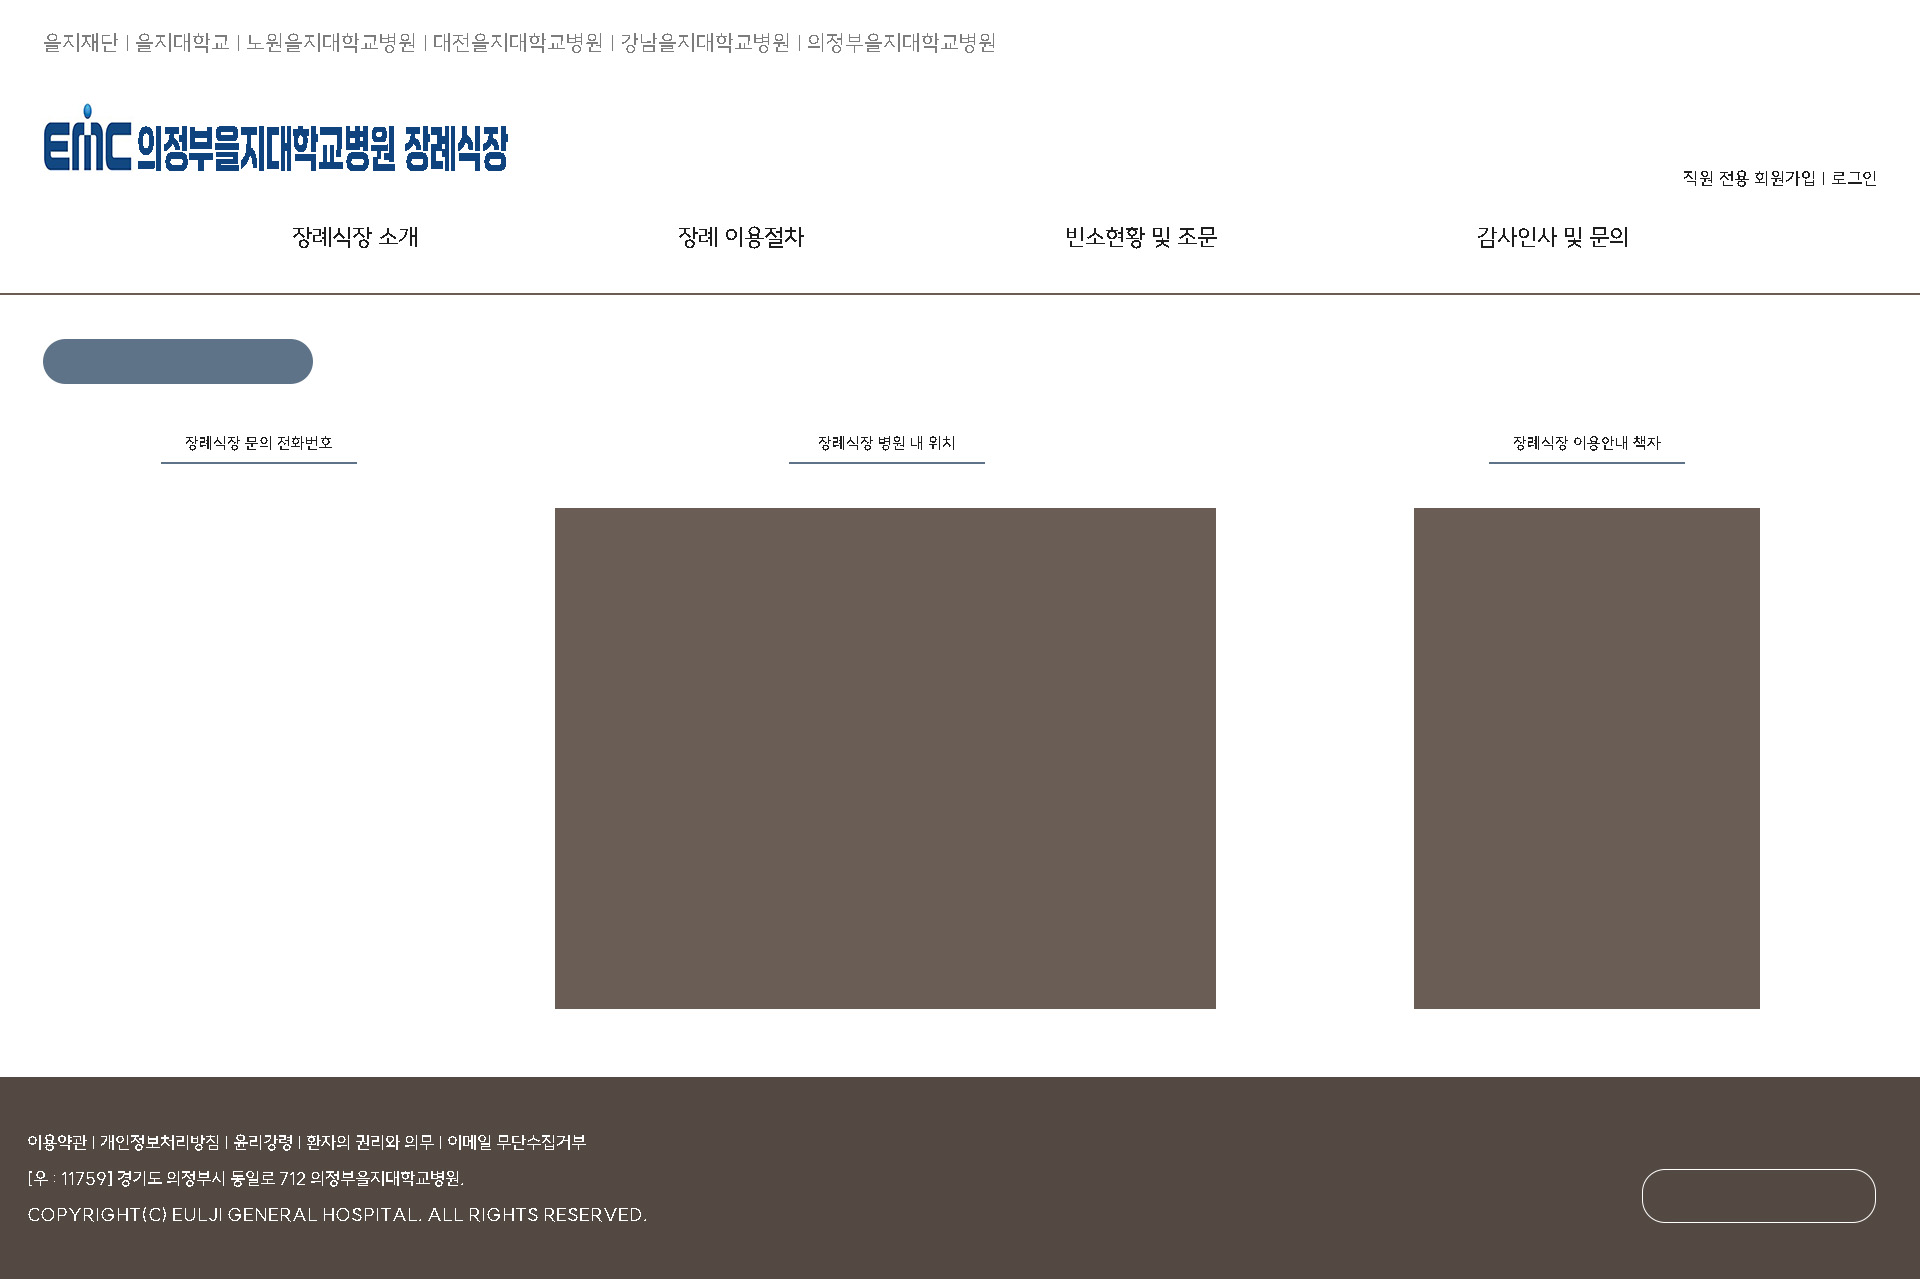 을지재단 | 을지대학교 | 노원을지대학교병원 | 대전을지대학교병원 | 강남을지대학교병원 | 의정부을지대학교병원
EMC 의정부을지대학교병원 장례식장
직원 전용 회원가입 | 로그인
장례식장 소개
장례 이용절차
빈소현황 및 조문
감사인사 및 문의
장례식장 문의 전화번호
장례식장 병원 내 위치
장례식장 이용안내 책자
이용약관 | 개인정보처리방침 | 윤리강령 | 환자의 권리와 의무 | 이메일 무단수집거부
[우 : 11759] 경기도 의정부시 동일로 712 의정부을지대학교병원.
COPYRIGHT(C) EULJI GENERAL HOSPITAL. ALL RIGHTS RESERVED.